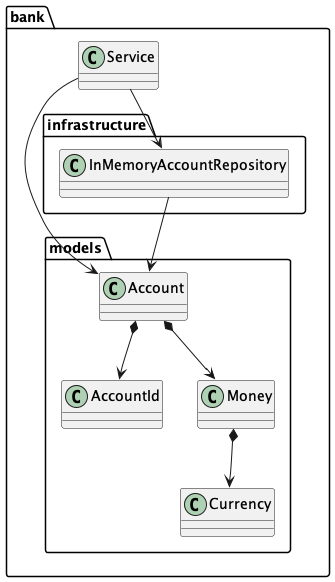 bank
C Service
infrastructure
C InMemoryAccountRepository
models
C Account
C AccountId
C Money
C Currency